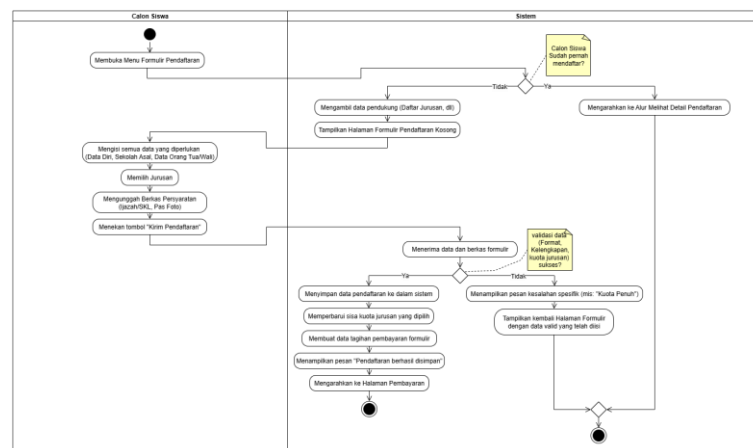 Calon Siswa
Sistem
Membuka Menu Formulir Pendaftaran
Calon Siswa
Sudah pernah
mendaftar?
Tidak
Ya
Mengambil data pendukung (Daftar Jurusan, dll)
Mengarahkan ke Alur Melihat Detail Pendaftaran
Tampilkan Halaman Formulir Pendaftaran Kosong
Mengisi semua data yang diperlukan
(Data Diri, Sekolah Asal, Data Orang Tua/Wali)
Memilih Jurusan
Mengunggah Berkas Persyaratan
(Ijazah/SKL, Pas Foto)
Menekan tombol "Kirim Pendaftaran"
Menerima data dan berkas formulir
validasi data
(Format,
Kelengkapan,
kuota jurusan)
sukses?
Ya
Tidak
Menyimpan data pendaftaran ke dalam sistem
Menampilkan pesan kesalahan spesifik (mis: "Kuota Penuh")
Memperbarui sisa kuota jurusan yang dipilih
Tampilkan kembali Halaman Formulir
dengan data valid yang telah diisi
Membuat data tagihan pembayaran formulir
Menampilkan pesan "Pendaftaran berhasil disimpan"
Mengarahkan ke Halaman Pembayaran